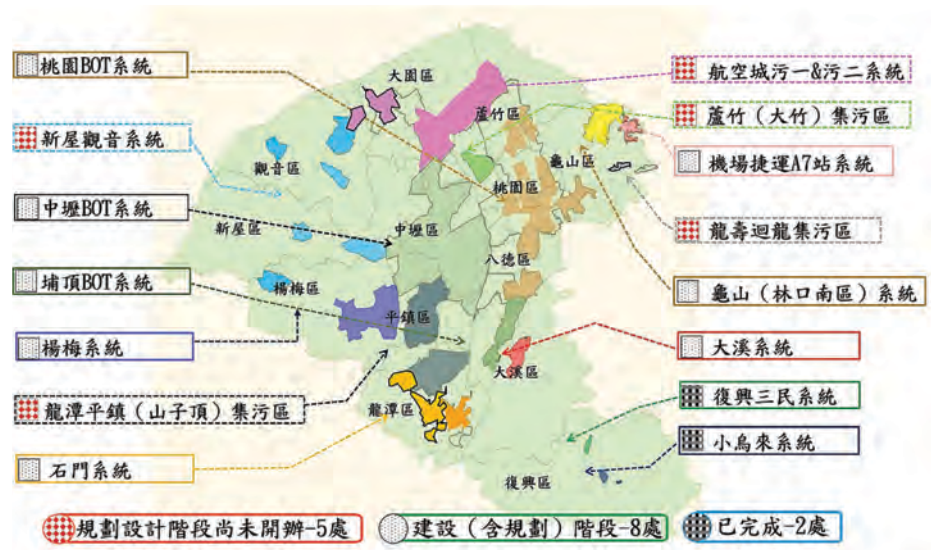 桃園BOT系統
新屋觀音系統
中壢BOT系統
埔頂BOT系統
楊梅系統
龍潭平鎮（山子頂）集污區
石門系統
大園區
蘆竹區
觀音區
龜山區
桃園區
新屋區
中壢區
八德區
楊梅區
平鎮區
大溪區
龍潭區
復興區
航空城污一&污二系統
蘆竹（大竹）集污區
機場捷運A7站系統
龍壽迴龍集污區
龜山（林口南區）系統
大溪系統
復興三民系統
小烏來系統
規劃設計階段尚未開辦-5處
建設（含規劃）階段-8處
已完成-2處